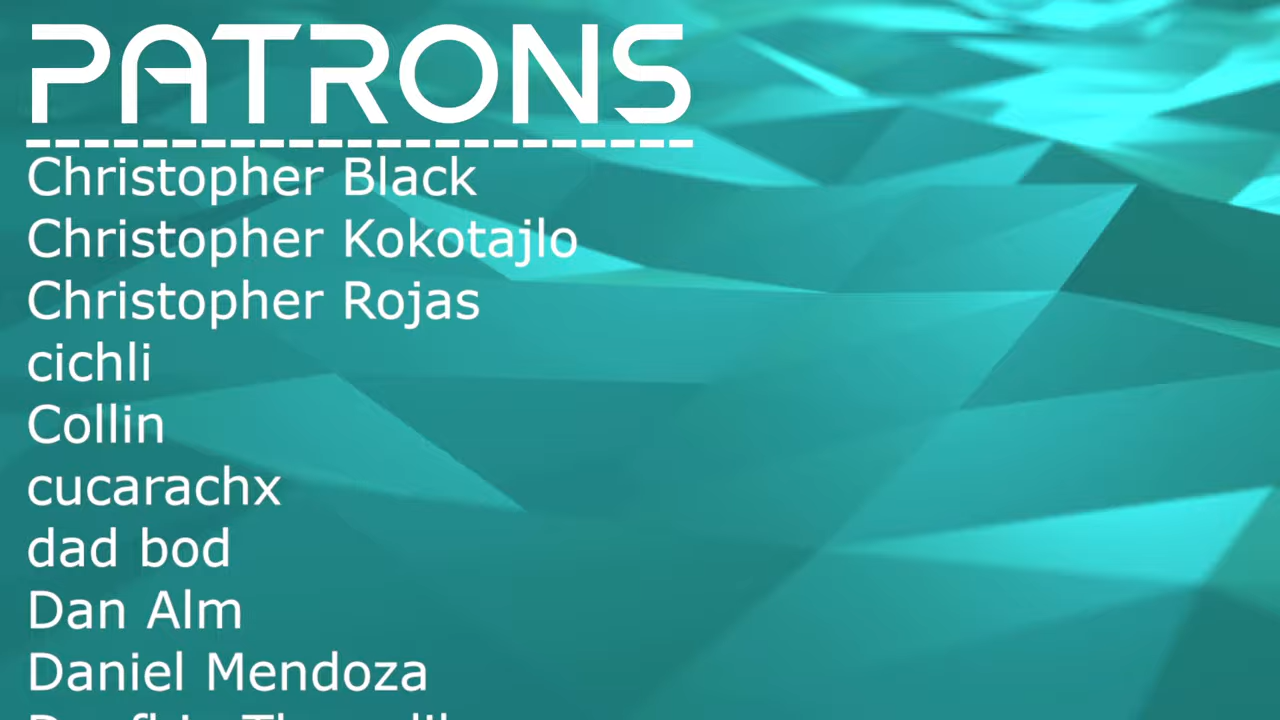 PATRONS
Christopher Black
Christopher Kokotajlo
Christopher Rojas
cichli
Collin
cucarachx
dad bod
Dan Alm
Daniel Mendoza